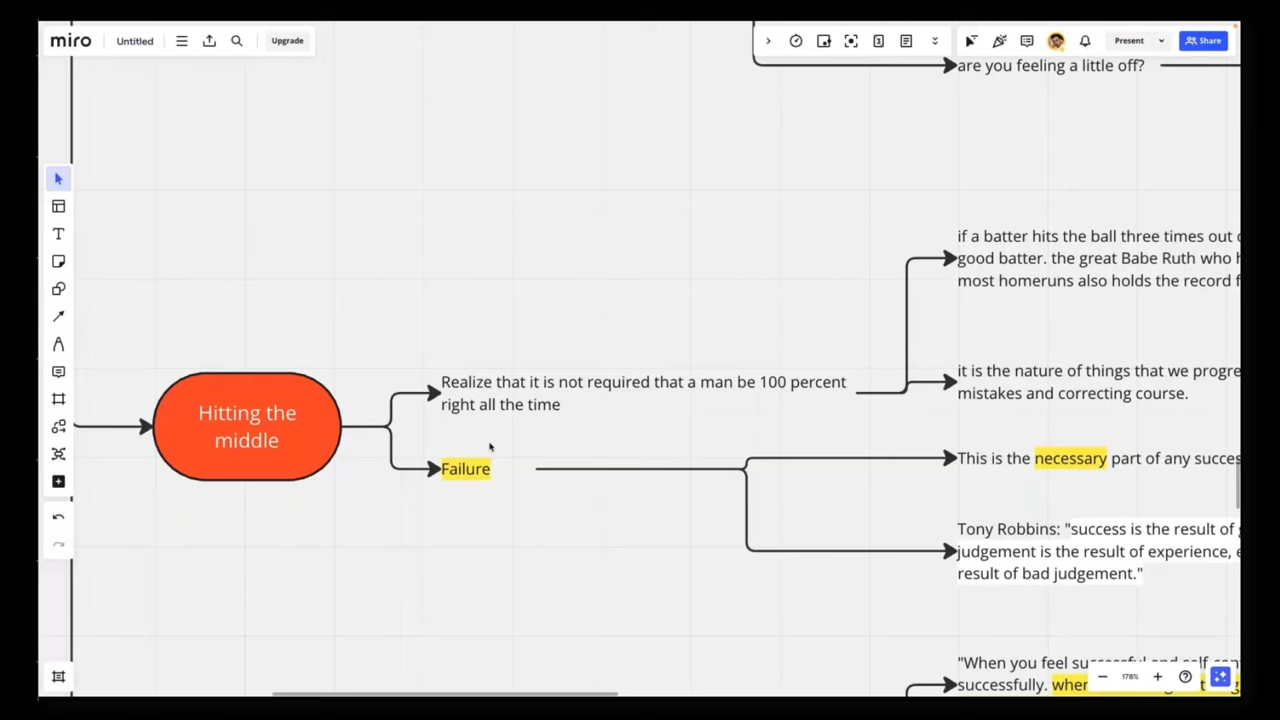 miro
Untitled
Upgrade
Present
Share
are you feeling a little off?
if a batter hits the ball three times out
good batter. the great Babe Ruth who
most homeruns also holds the record
Hitting the
middle
Realize that it is not required that a man be 100 percent
right all the time
it is the nature of things that we
mistakes and correcting course.
Failure
This is the necessary part of any
Tony Robbins: "success is the result of
judgement is the result of experience,
result of bad judgement."
"When you feel
successfully.
178%